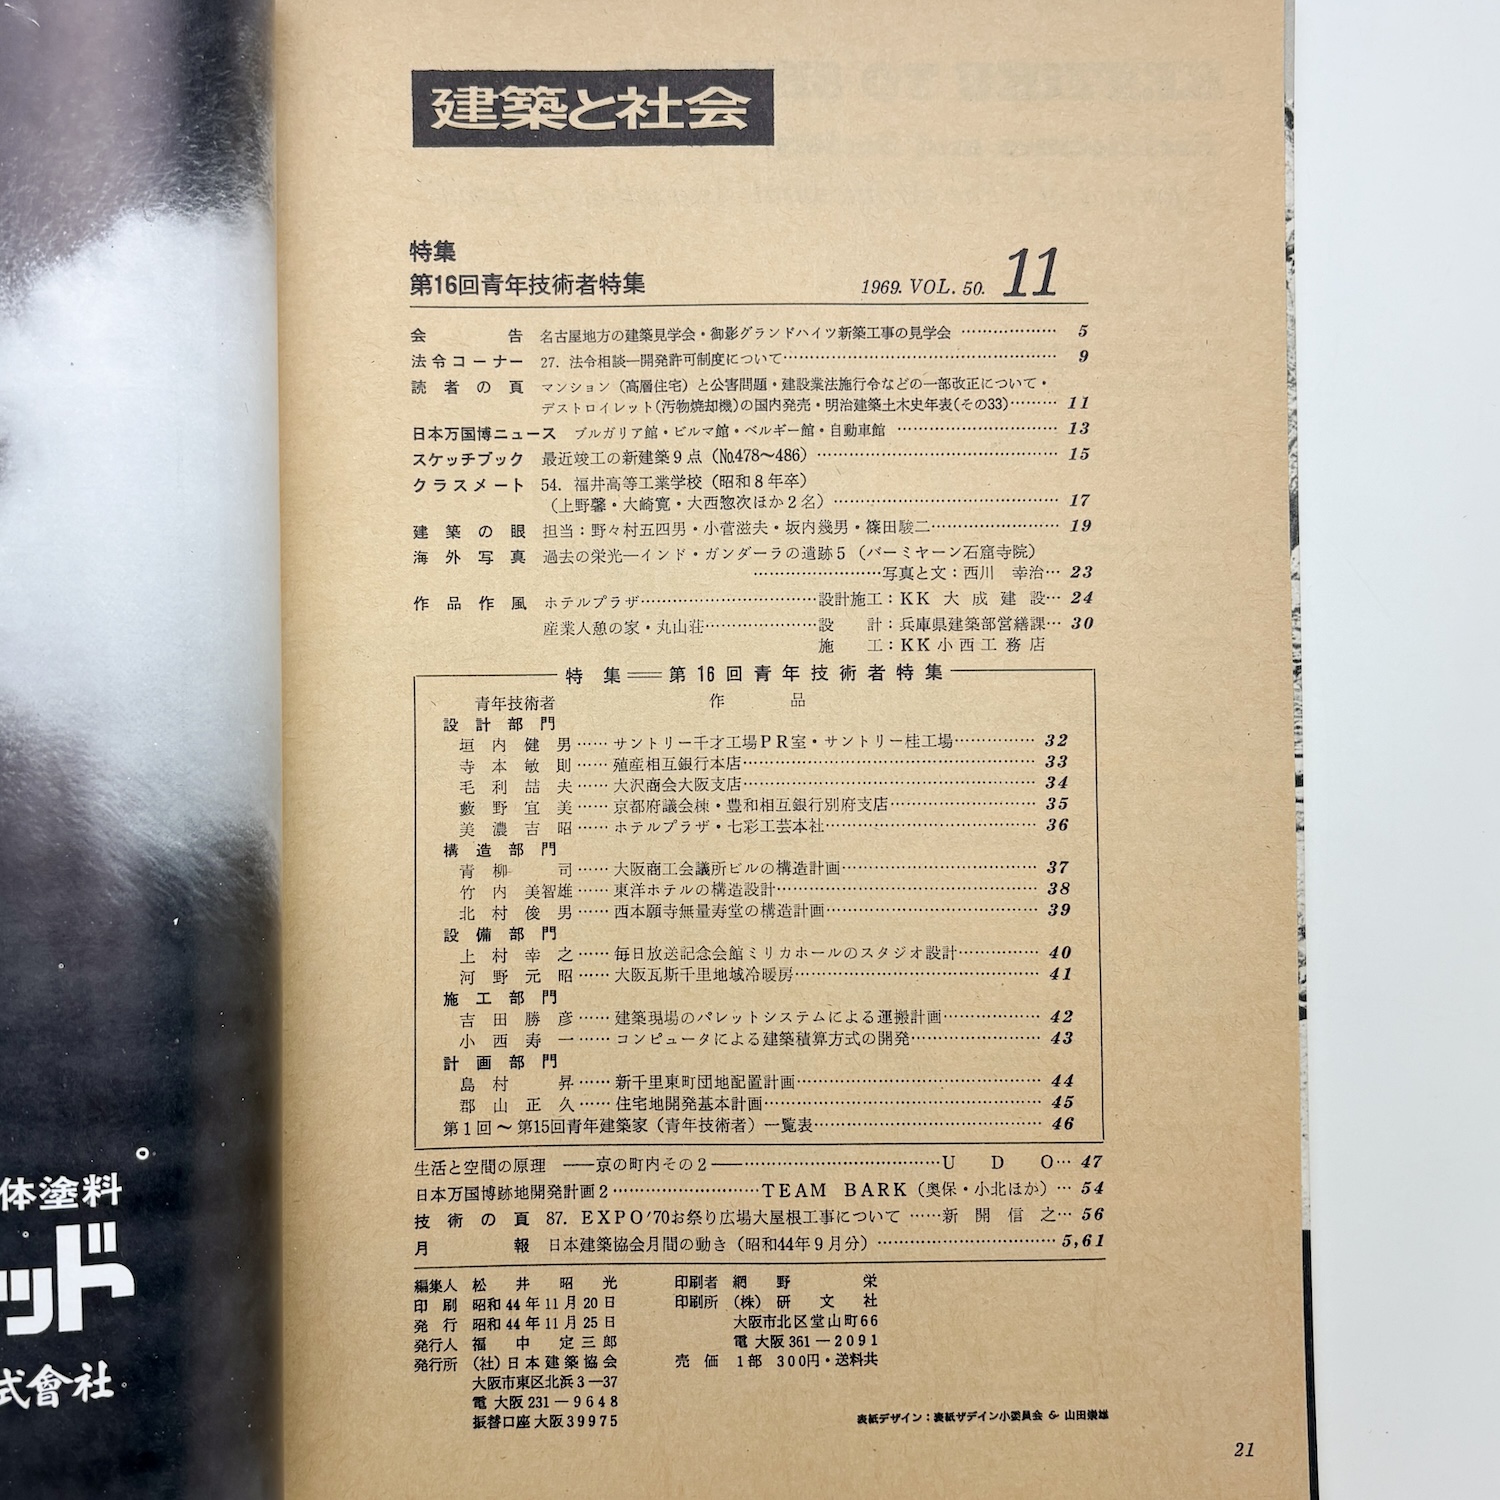 建築と社会
特集
第16回青年技術者特集
1969. VOL. 50. 11
会告 名古屋地方の建築見学会・御影グランドハイツ新築工事の見学会 ……………… 5
法令コーナー 27. 法令相談—開発許可制度について……………… 9
読者の頁 マンション（高層住宅）と公害問題・建設業法施行令などの一部改正について・
デストロイレット(汚物焼却機)の国内発売・明治建築土木史年表(その33)……… 11
日本万国博ニュース ブルガリア館・ビルマ館・ベルギー館・自動車館 ……………… 13
スケッチブック 最近竣工の新建築9点（No.478〜486）……………… 15
クラスメート 54. 福井高等工業学校（昭和8年卒）
（上野馨・大崎寛・大西惣次ほか2名）……………… 17
建築の眼 担当：野々村五四男・小菅滋夫・坂内幾男・篠田駿二……………… 19
海外写真 過去の栄光—インド・ガンダーラの遺跡5（バーミヤーン石窟寺院）
……………………写真と文：西川 幸治… 23
作品作風 ホテルプラザ……………………設計施工：KK 大成建設… 24
産業人憩の家・丸山荘…………………設 計：兵庫県建築部営繕課… 30
施 工：KK小西工務店
特集══第16回青年技術者特集
青年技術者 作品
設計部門
垣内健男……サントリー千才工場PR室・サントリー桂工場…………… 32
寺本敏則……殖産相互銀行本店……………… 33
毛利喆夫……大沢商会大阪支店……………… 34
藪野宜美……京都府議会棟・豊和相互銀行別府支店……………… 35
美濃吉昭……ホテルプラザ・七彩工芸本社……………… 36
構造部門
青柳 司……大阪商工会議所ビルの構造計画……………… 37
竹内美智雄……東洋ホテルの構造設計……………… 38
北村俊男……西本願寺無量寿堂の構造計画……………… 39
設備部門
上村幸之……毎日放送記念会館ミリカホールのスタジオ設計…………… 40
河野元昭……大阪瓦斯千里地域冷暖房……………… 41
施工部門
吉田勝彦……建築現場のパレットシステムによる運搬計画……………… 42
小西寿一……コンピュータによる建築積算方式の開発……………… 43
計画部門
島村 昇……新千里東町団地配置計画……………… 44
郡山正久……住宅地開発基本計画……………… 45
第1回〜第15回青年建築家（青年技術者）一覧表……………… 46
生活と空間の原理 ——京の町内その2——……………………U D O… 47
日本万国博跡地開発計画2……………………TEAM BARK（奥保・小北ほか）… 54
技術の頁 87. EXPO'70お祭り広場大屋根工事について ……新開信之… 56
月報 日本建築協会月間の動き（昭和44年9月分）……………… 5,61
編集人 松井昭光
印刷 昭和44年11月20日
発行 昭和44年11月25日
発行人 福中定三郎
発行所 (社)日本建築協会
大阪市東区北浜3—37
電 大阪 231—9648
振替口座 大阪39975
印刷者 網野 栄
印刷所 (株)研文社
大阪市北区堂山町66
電 大阪 361—2091
売価 1部 300円・送料共
表紙デザイン：表紙ザデイン小委員会 & 山田崇雄
21
体塗料
ッド
式會社